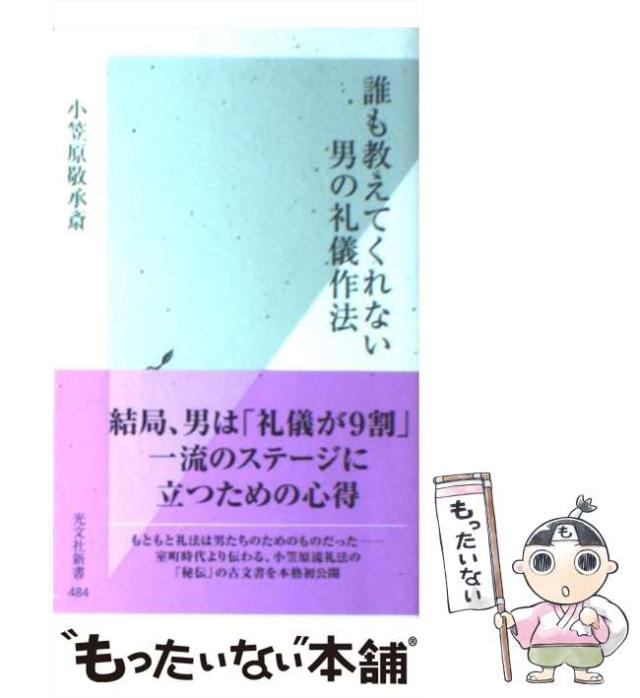 誰も教えてくれない
男の礼儀作法
小笠原敬承斎
結局、男は「礼儀が9割」
一流のステージに
立つための心得
もともと礼法は男たちのためのものだった――
室町時代より伝わる、小笠原流礼法の
「秘伝」の古文書を本格初公開
光文社新書
484
"もったいない"本舗®
もったいない
も